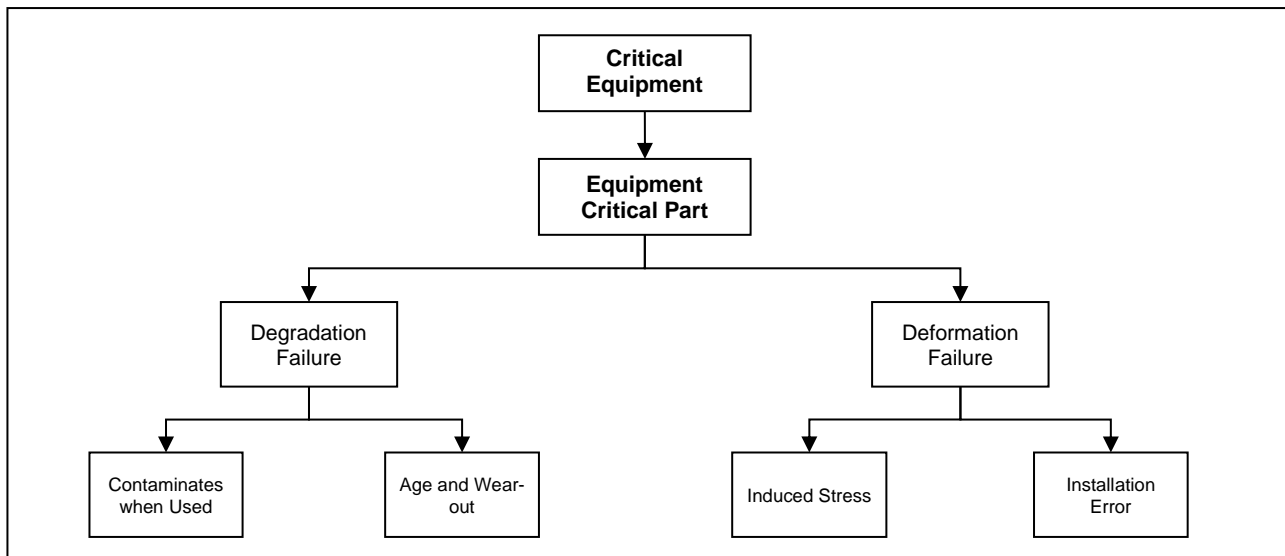 Critical
Equipment
Equipment
Critical Part
Degradation
Failure
Deformation
Failure
Contaminates
when Used
Age and Wear-
out
Induced Stress
Installation
Error